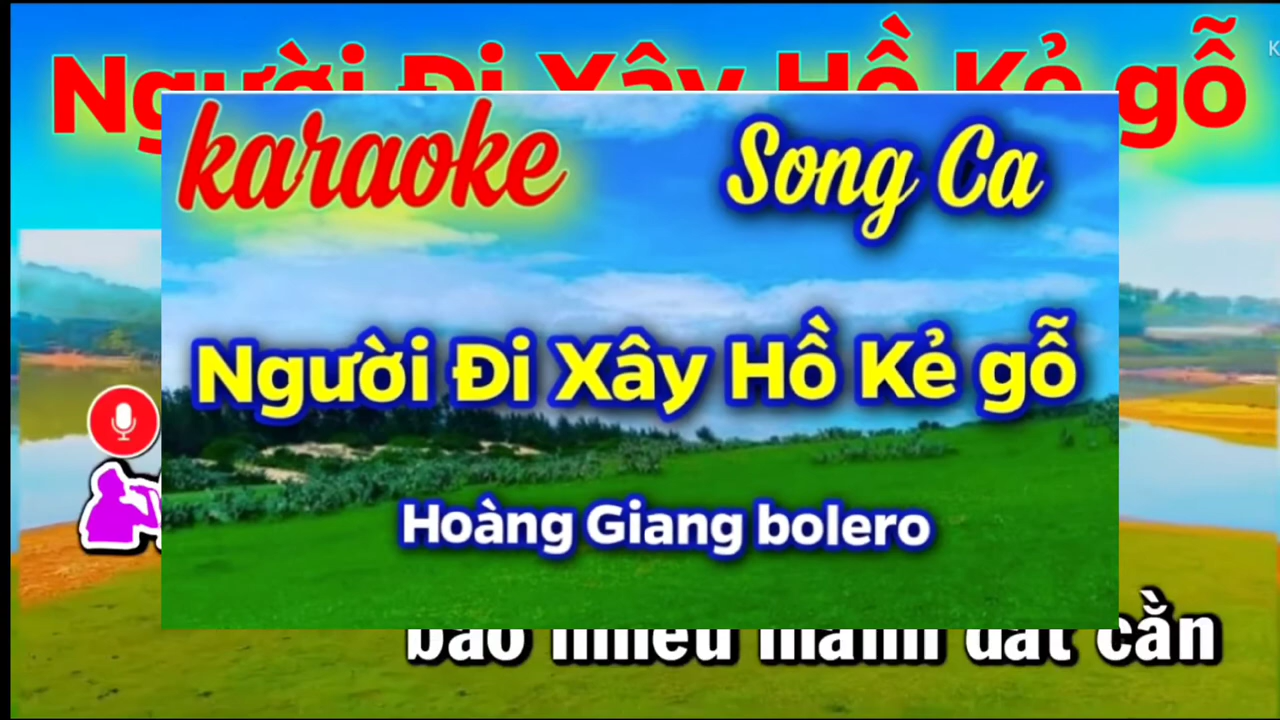 Người Đi Xây Hồ Kẻ gỗ
karaoke
Song Ca
Người Đi Xây Hồ Kẻ gỗ
Hoàng Giang bolero
bao nhiêu mảnh đất cằn